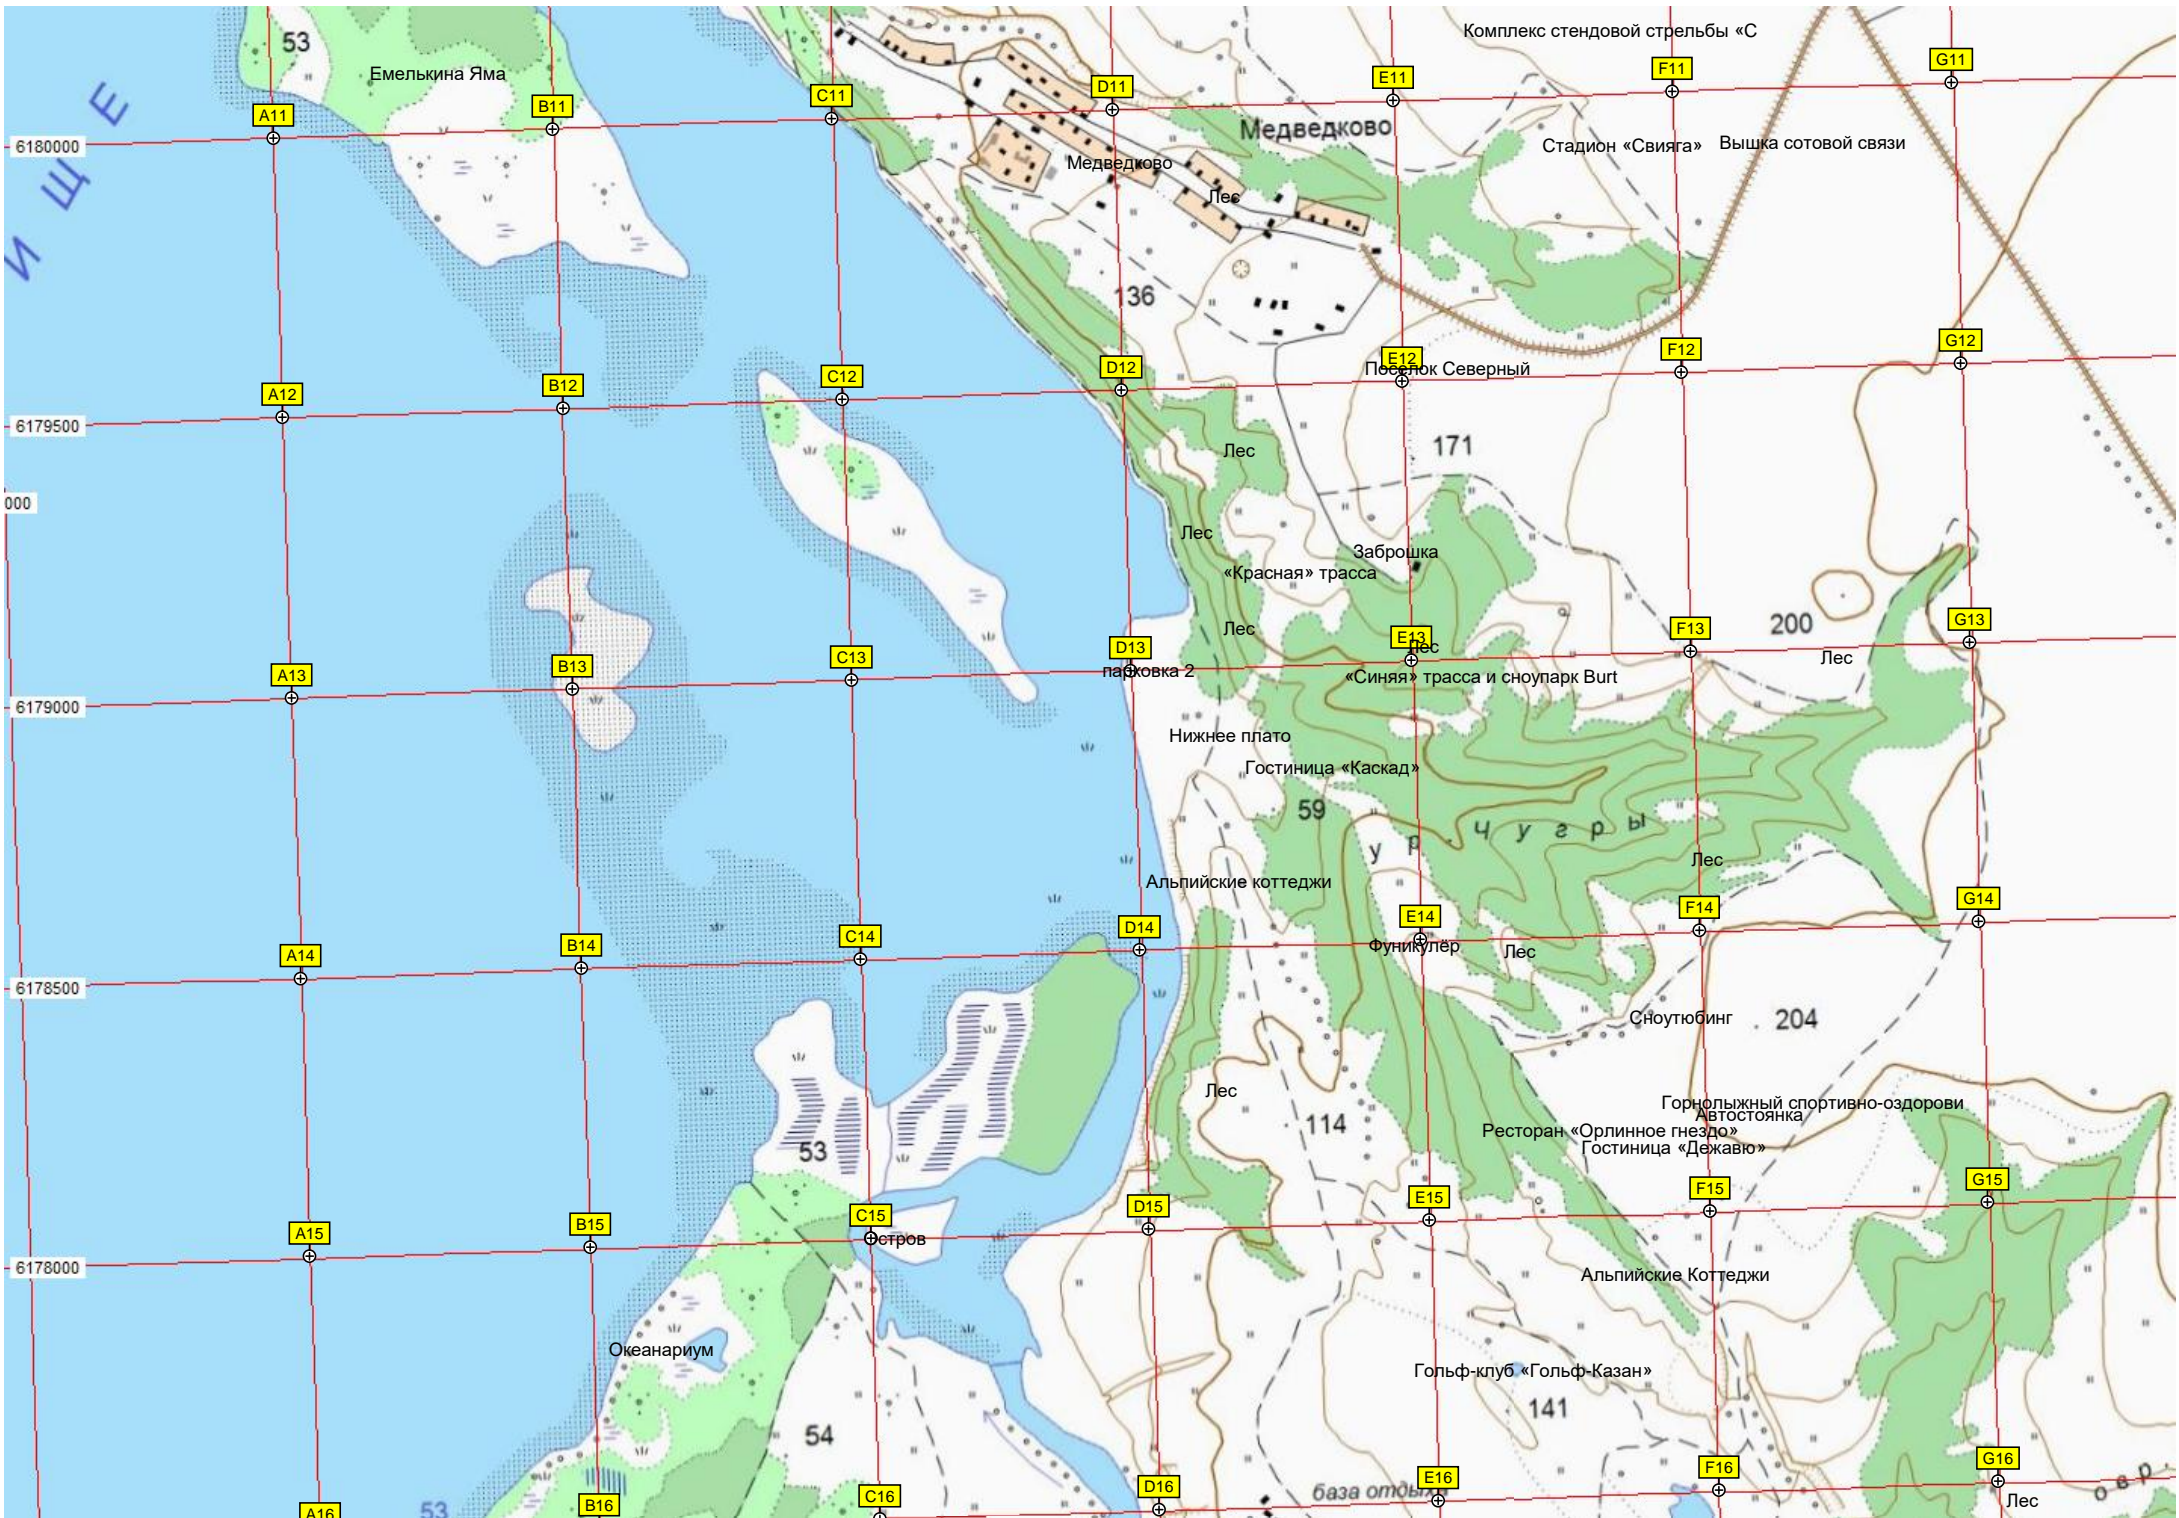 Комплекс стендовой стрельбы «С
53
Емелькина Яма
G11
F11
E11
D11
C11
B11
A11
ИЩЕ
6180000
Медведково
Стадион «Свияга»
Вышка сотовой связи
Медведково
Лес
136
G12
F12
E12
Поселок Северный
D12
C12
B12
A12
6179500
171
Лес
000
Лес
Заброшка
«Красная» трасса
200
Лес
G13
F13
E13
Лес
D13
парковка 2
C13
B13
A13
Лес
«Синяя» трасса и сноупарк Burt
6179000
Нижнее плато
Гостиница «Каскад»
59
ур. Чугры
Лес
Альпийские коттеджи
G14
F14
E14
D14
C14
B14
A14
Фуникулёр
Лес
6178500
Сноутюбинг
204
Лес
Горнолыжный спортивно-оздорови
Автостоянка
114
Ресторан «Орлинное гнездо»
Гостиница «Дежавю»
53
G15
F15
E15
D15
C15
B15
A15
Остров
6178000
Альпийские Коттеджи
Океанариум
Гольф-клуб «Гольф-Казан»
141
54
G16
F16
E16
D16
C16
B16
A16
база отдыха
овр.
Лес
53